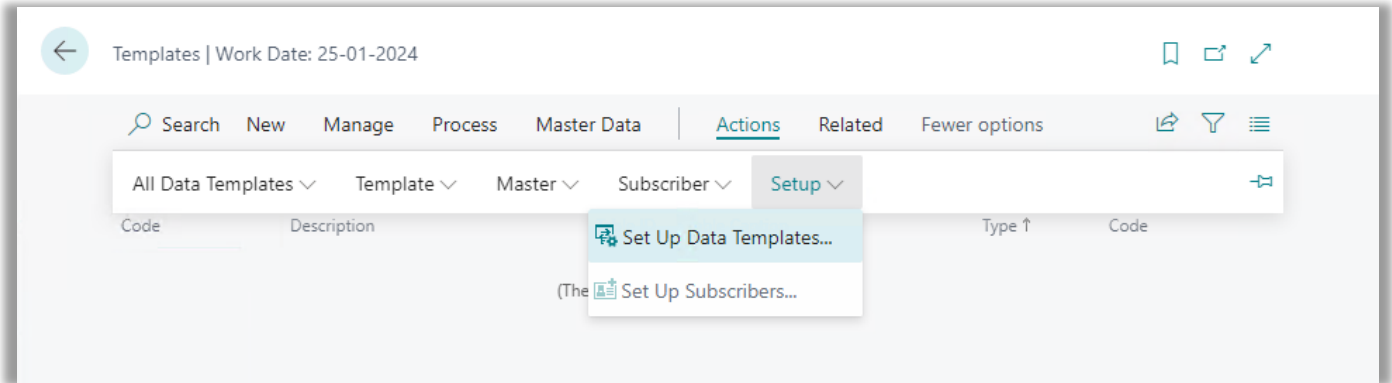 Templates | Work Date: 25-01-2024
Search New Manage Process Master Data Actions Related Fewer options
All Data Templates Template Master Subscriber Setup
Code Description Type ↑ Code
Set Up Data Templates...
(The
Set Up Subscribers...